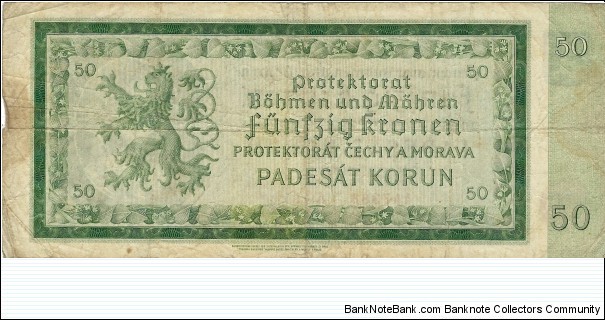 50
50
50
Protektorat
Böhmen und Mähren
Fünfzig Kronen
PROTEKTORÁT ČECHY A MORAVA
PADESÁT KORUN
50
50
50
BankNoteBank.com Banknote Collectors Community